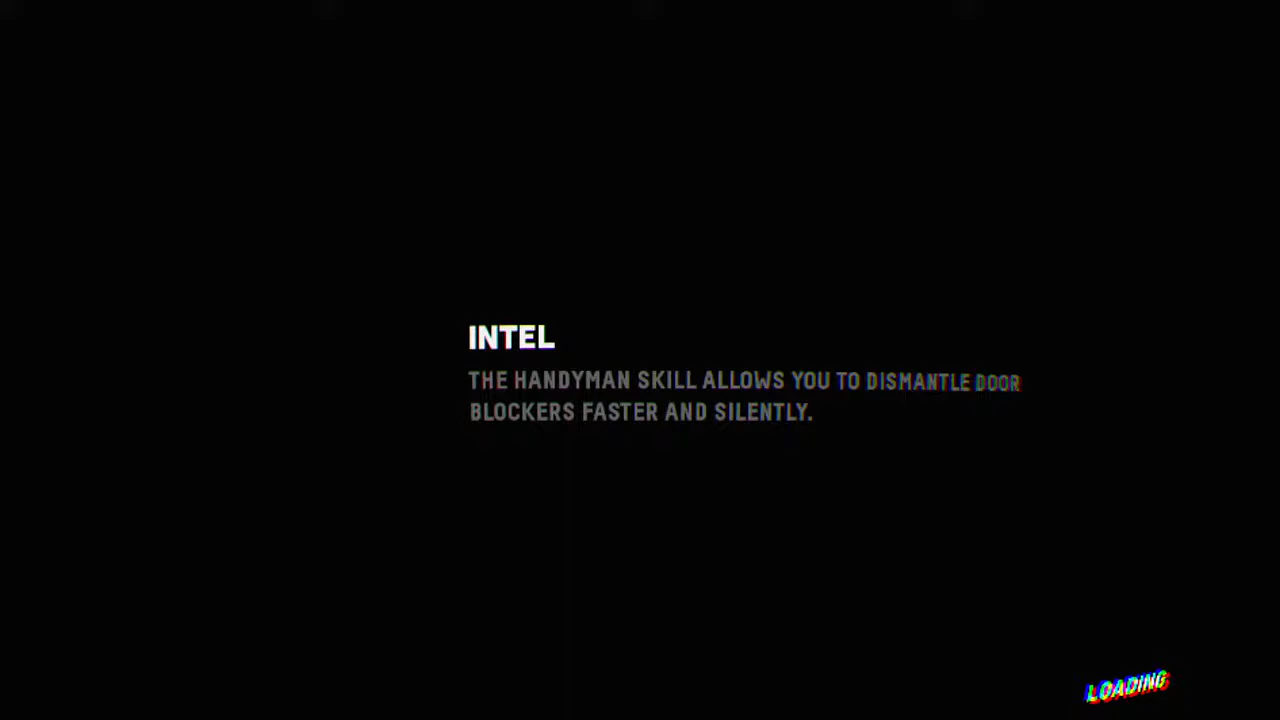 INTEL
THE HANDYMAN SKILL ALLOWS YOU TO DISMANTLE DOOR
BLOCKERS FASTER AND SILENTLY.
LOADING